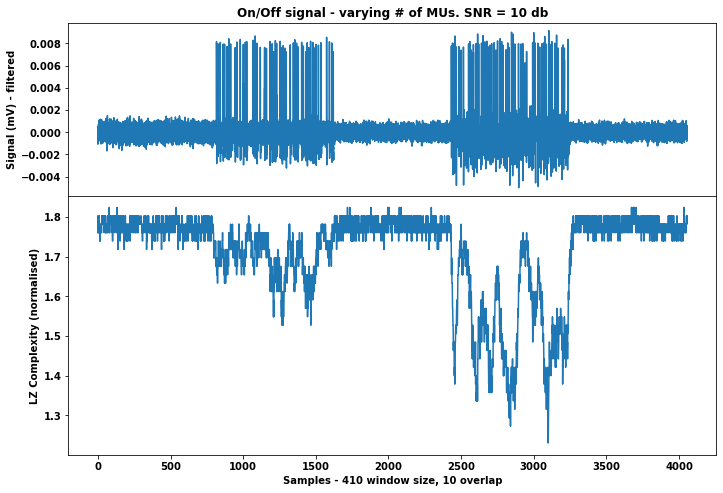 On/Off signal - varying # of MUs. SNR = 10 db
Signal (mV) - filtered
0.008
0.006
0.004
0.002
0.000
−0.002
−0.004
LZ Complexity (normalised)
1.8
1.7
1.6
1.5
1.4
1.3
0 500 1000 1500 2000 2500 3000 3500 4000
Samples - 410 window size, 10 overlap